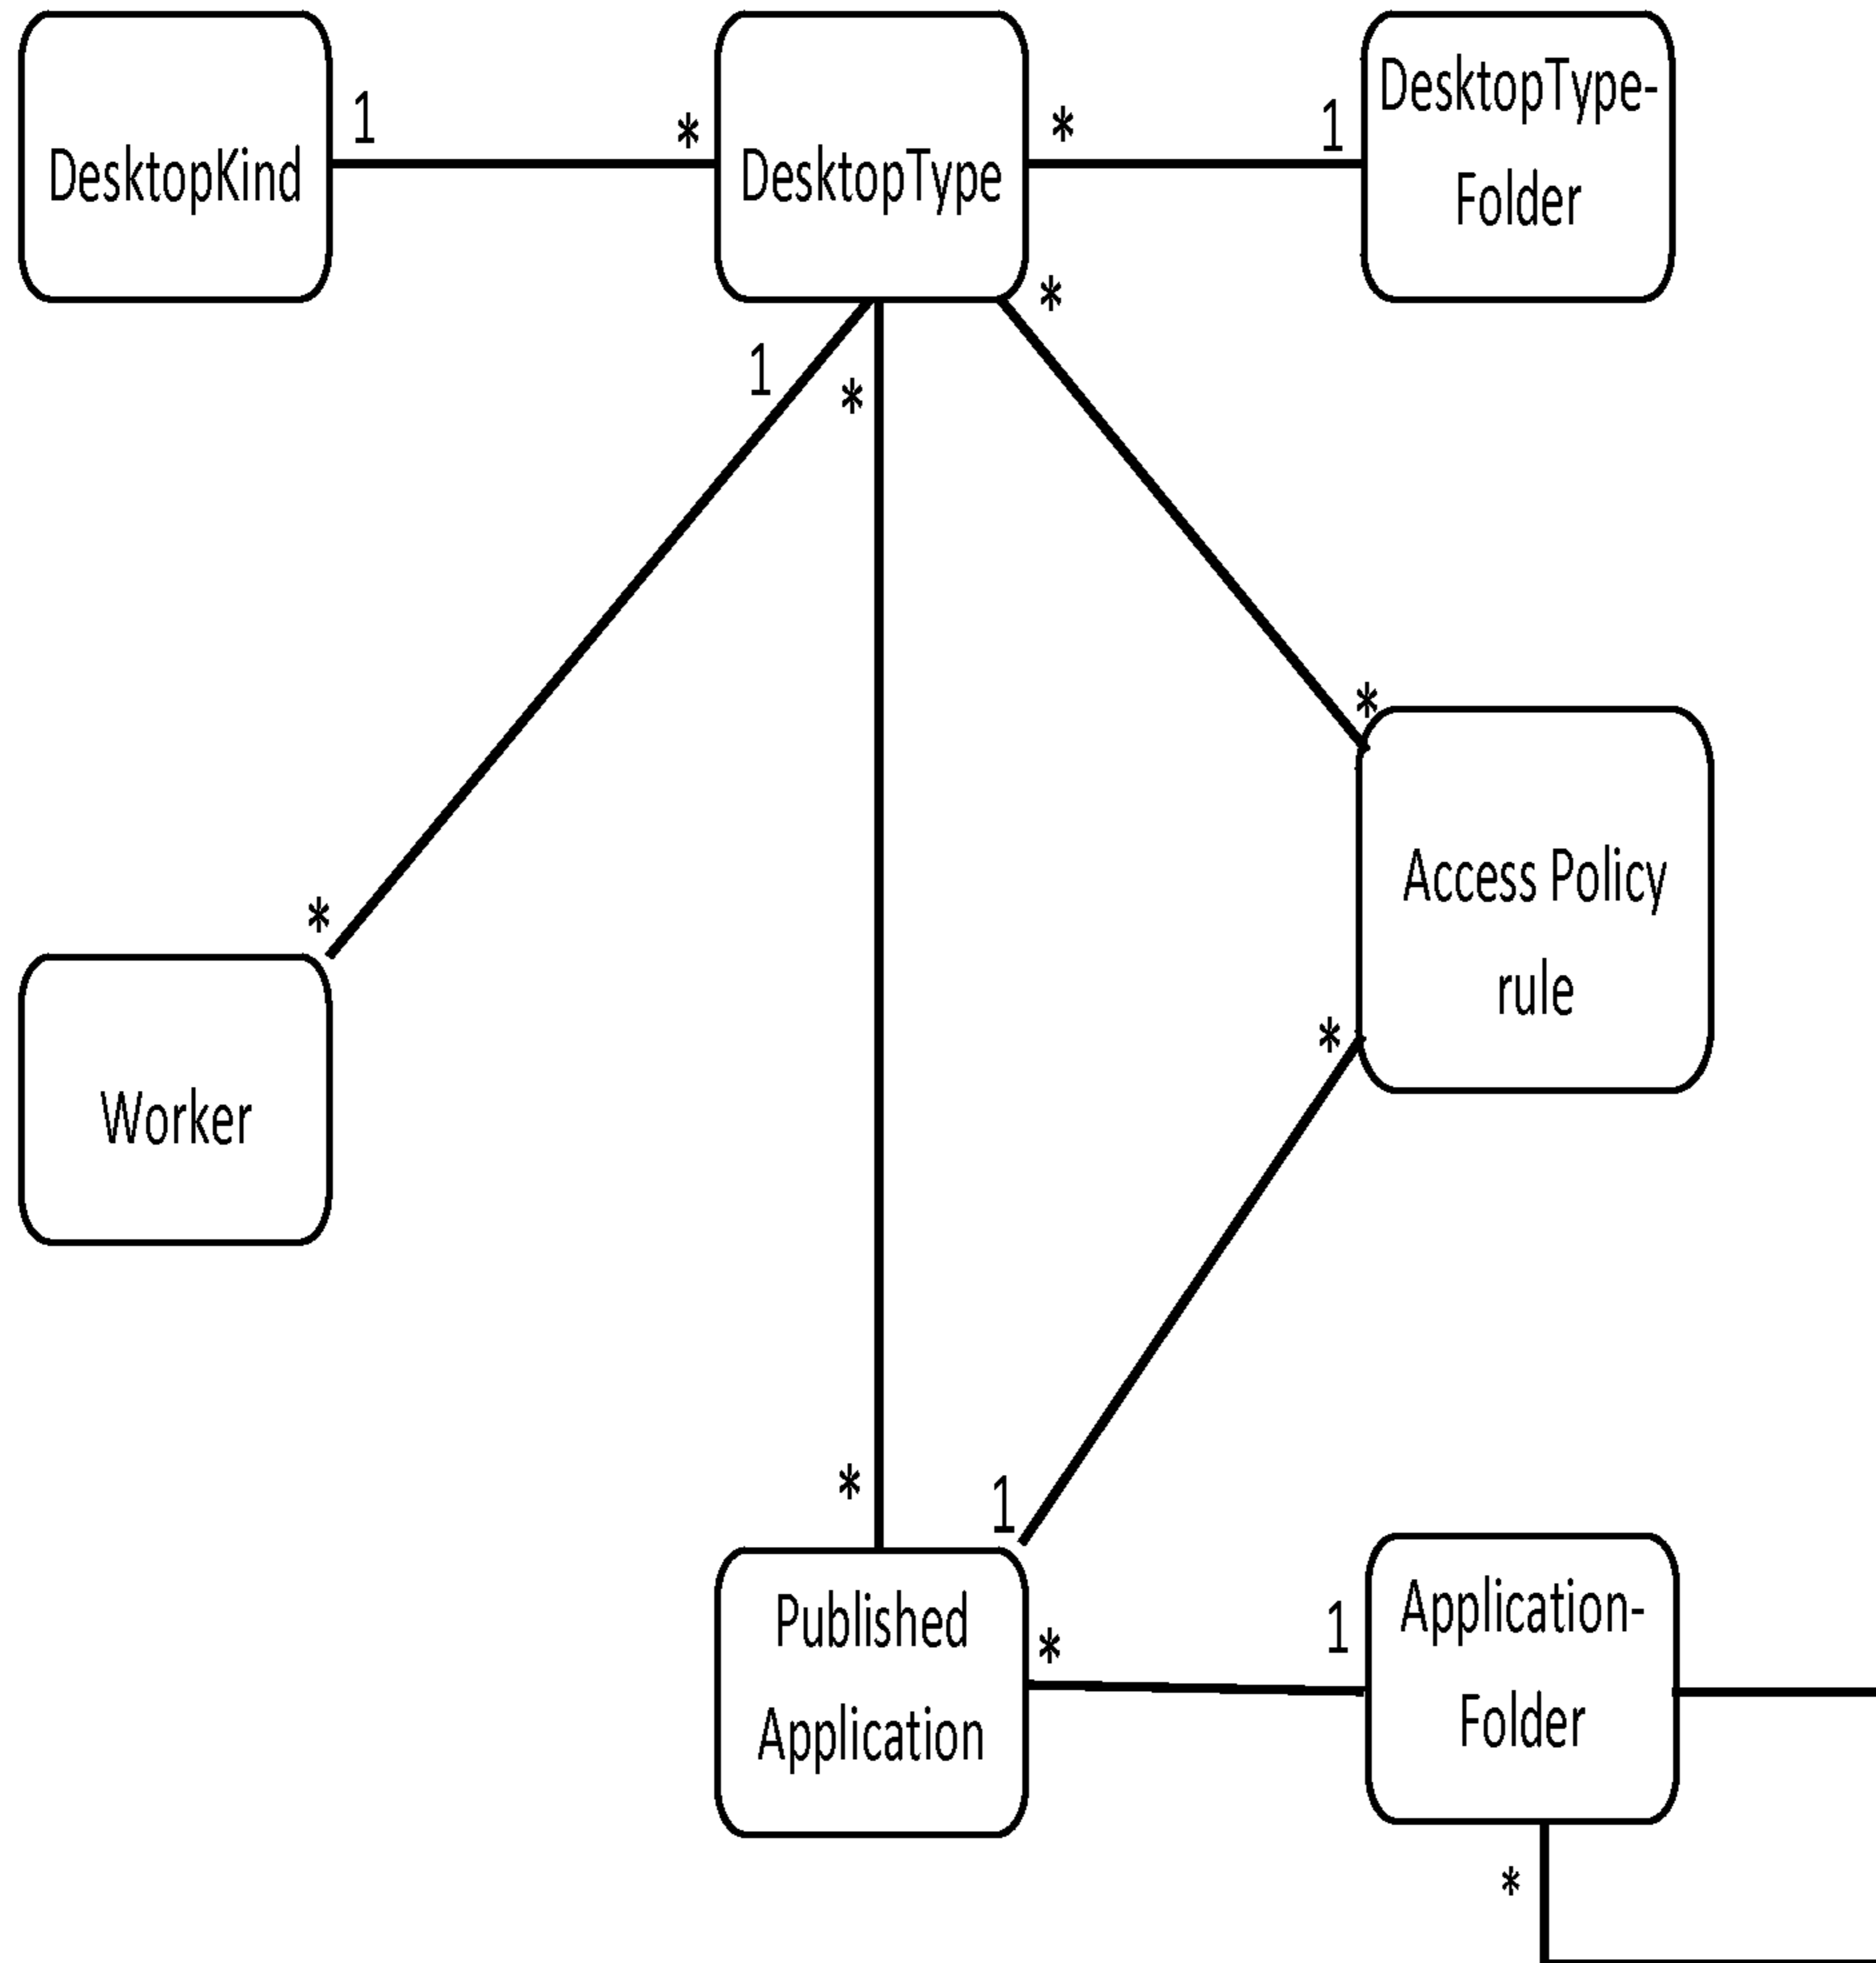 DesktopKind
1
*
DesktopType
*
1
DesktopType-
Folder
*
1
*
*
Access Policy
rule
*
*
Worker
*
1
Published
Application
*
1
Application-
Folder
*